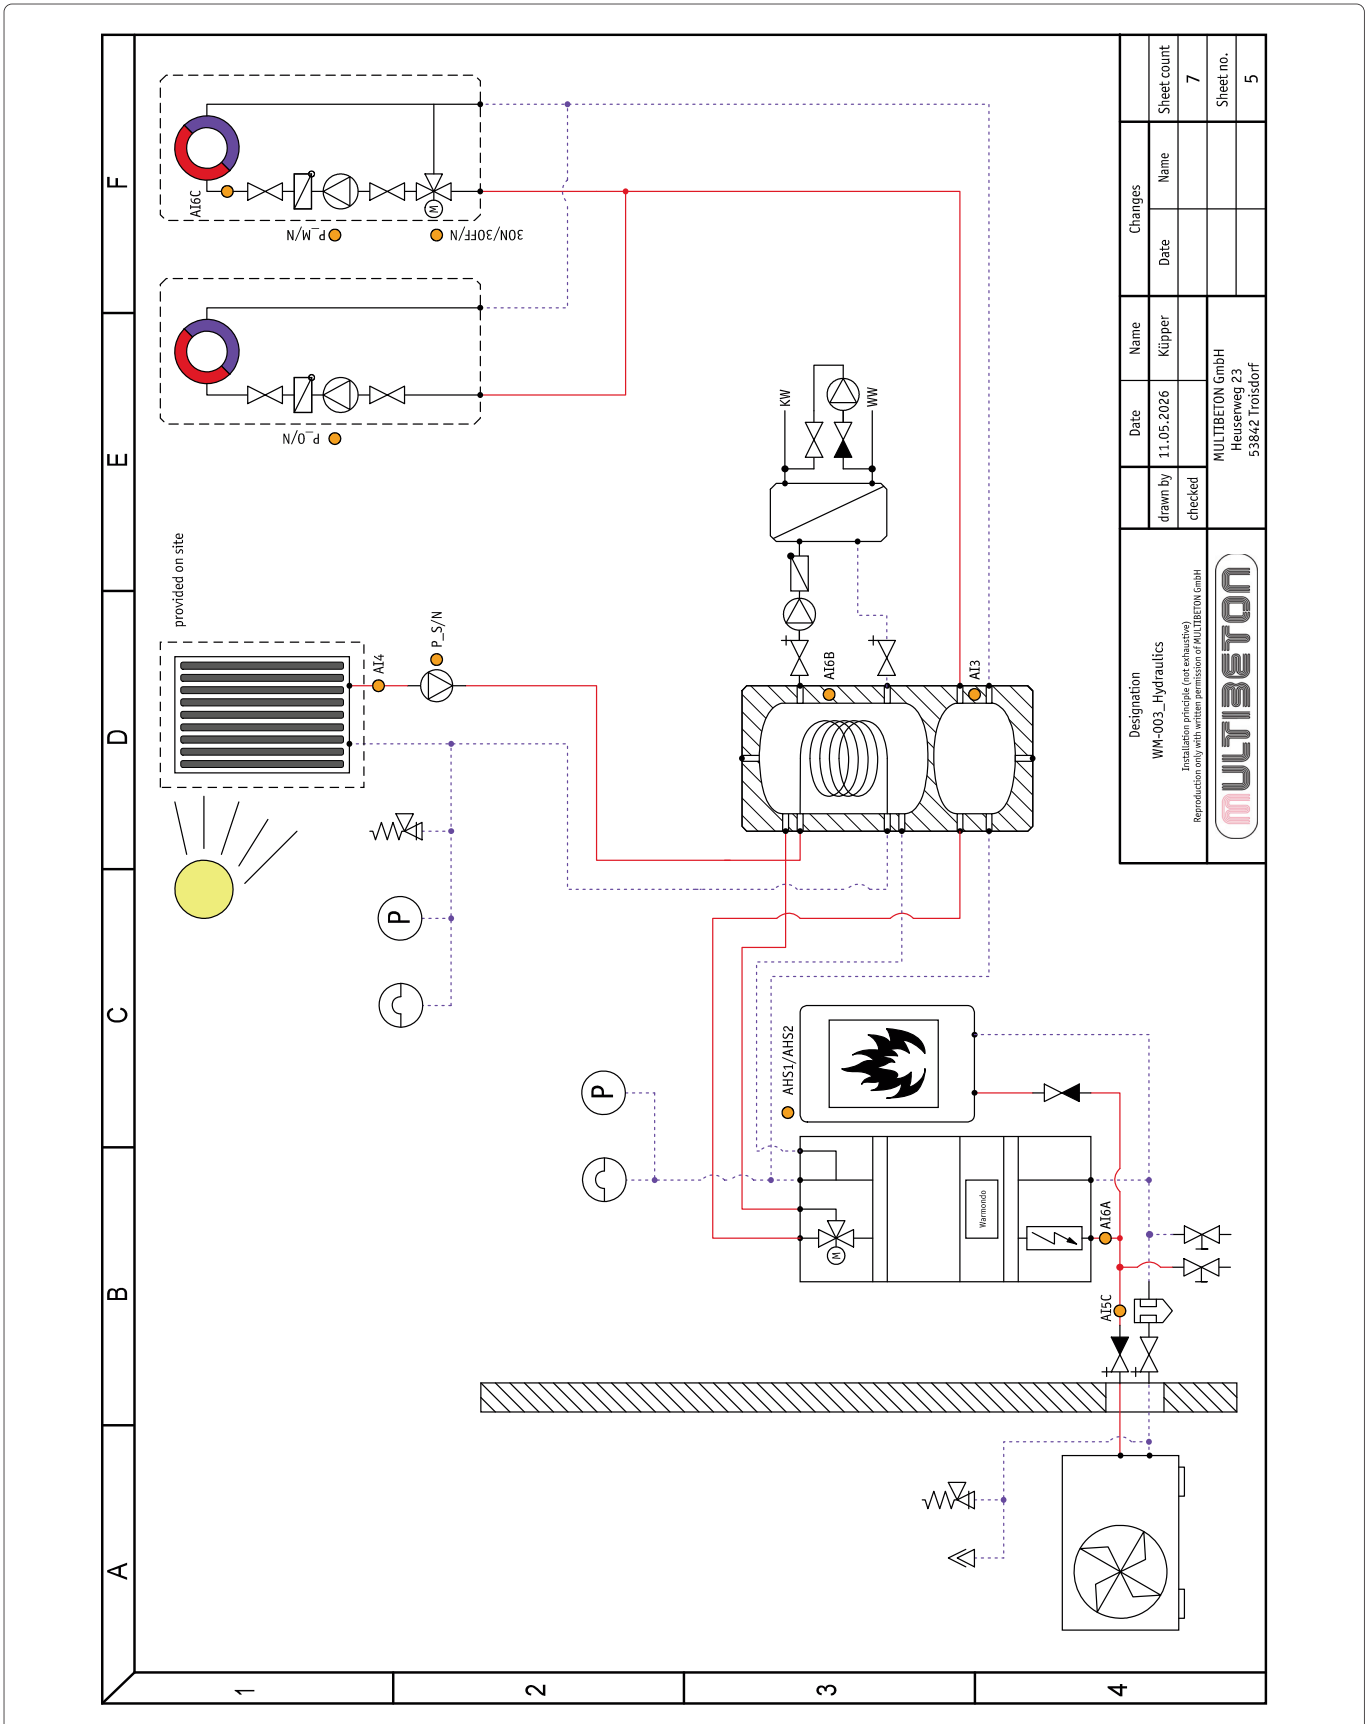 A
B
C
D
E
F
1
2
3
4
AI6C
P_M/N
3ON/3OFF/N
P_O/N
provided on site
AI4
P_S/N
KW
WW
AI6B
AI3
P
P
AHS1/AHS2
M
M
Warmondo
AI6A
AI5C
Designation
WM-003_Hydraulics
Installation principle (not exhaustive)
Reproduction only with written permission of MULTIBETON GmbH
MULTIBETON
Date
Name
drawn by
11.05.2026
Küpper
checked
MULTIBETON GmbH
Heuserweg 23
53842 Troisdorf
Changes
Date
Name
Sheet count
7
Sheet no.
5